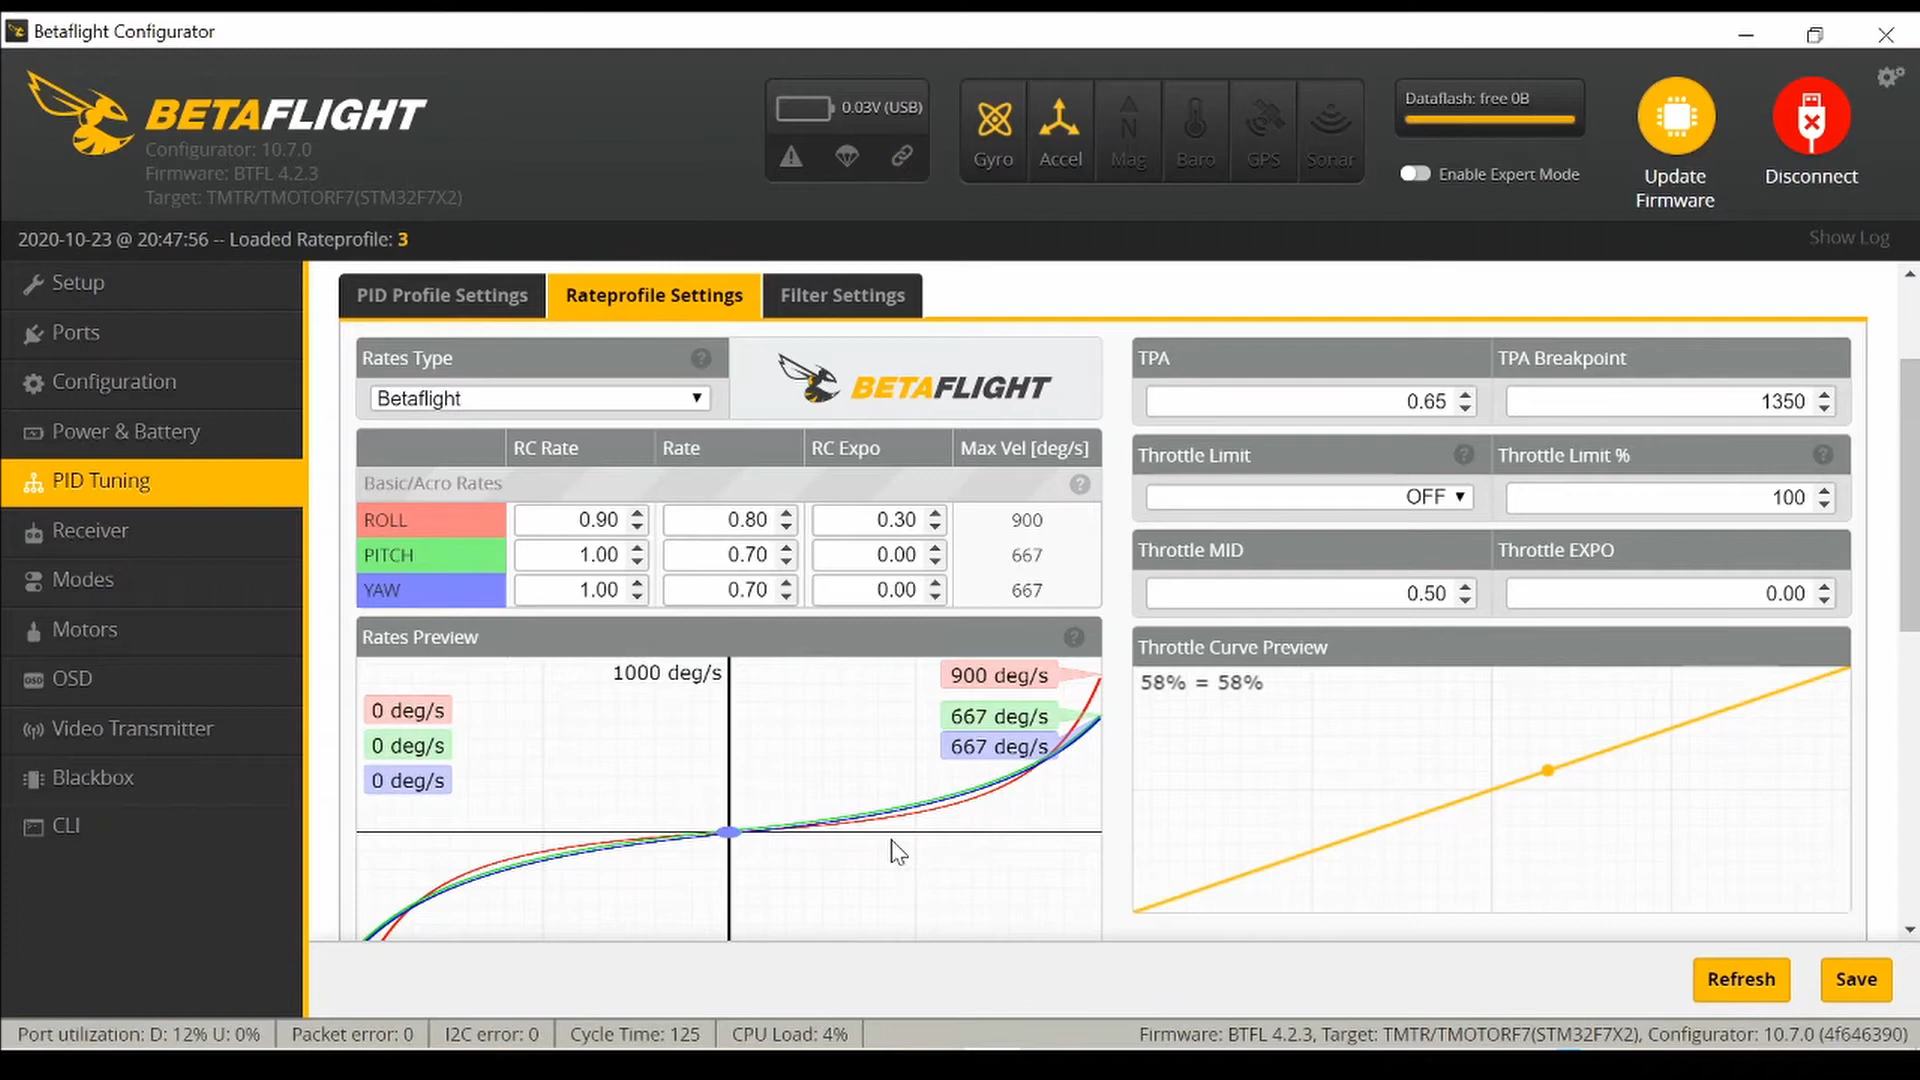 Betaflight Configurator
BETAFLIGHT
Configurator: 10.7.0
Firmware: BTFL 4.2.3
Target: TMTR/TMOTORF7(STM32F7X2)
0.03V (USB)
Gyro
Accel
Mag
Baro
GPS
Sonar
Dataflash: free 0B
Enable Expert Mode
Update
Firmware
Disconnect
2020-10-23 @ 20:47:56 -- Loaded Rateprofile: 3
Show Log
Setup
Ports
Configuration
Power & Battery
PID Tuning
Receiver
Modes
Motors
OSD
Video Transmitter
Blackbox
CLI
PID Profile Settings
Rateprofile Settings
Filter Settings
Rates Type
Betaflight
BETAFLIGHT
RC Rate Rate RC Expo Max Vel [deg/s]
Basic/Acro Rates
ROLL 0.90 0.80 0.30 900
PITCH 1.00 0.70 0.00 667
YAW 1.00 0.70 0.00 667
Rates Preview
1000 deg/s
900 deg/s
667 deg/s
667 deg/s
0 deg/s
0 deg/s
0 deg/s
TPA TPA Breakpoint
0.65 1350
Throttle Limit Throttle Limit %
OFF 100
Throttle MID Throttle EXPO
0.50 0.00
Throttle Curve Preview
58% = 58%
Refresh
Save
Port utilization: D: 12% U: 0% Packet error: 0 I2C error: 0 Cycle Time: 125 CPU Load: 4% Firmware: BTFL 4.2.3, Target: TMTR/TMOTORF7(STM32F7X2), Configurator: 10.7.0 (4f646390)